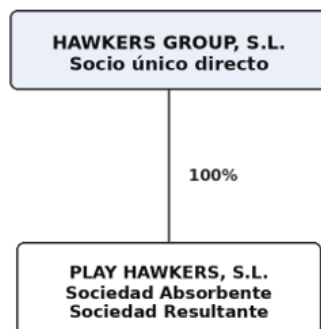 HAWKERS GROUP, S.L.
Socio único directo
100%
PLAY HAWKERS, S.L.
Sociedad Absorbente
Sociedad Resultante